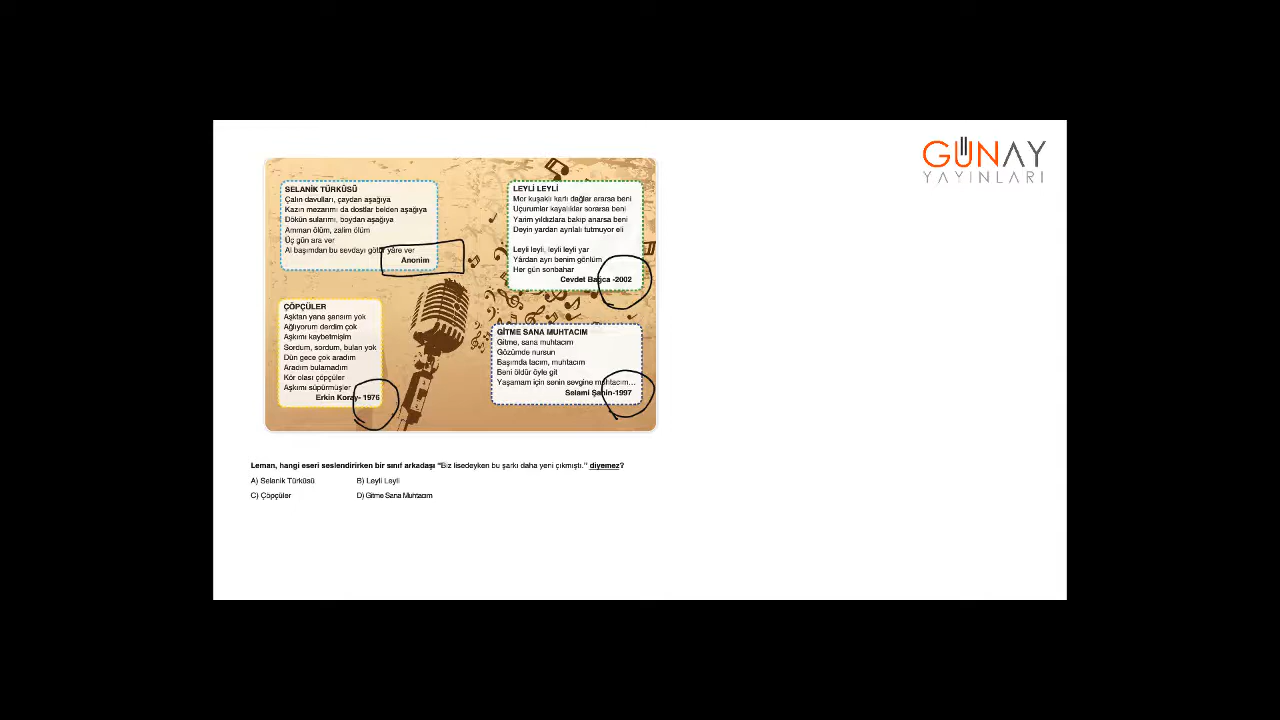 GÜNAY
YAYINLARI
SELANİK TÜRKÜSÜ
Çalın davulları, çaydan aşağıya
Kazın mezarımı da dostlar belden aşağıya
Dökün sularımı, boydan aşağıya
Amman ölüm, zalim ölüm
Üç gün ara ver
Al başımdan bu sevdayı götür yâre ver
Anonim
LEYLİ LEYLİ
Mor kuşaklı karlı dağlar ararsa beni
Uçurumlar kayalıklar sorarsa beni
Yarim yıldızlara bakıp anarsa beni
Deyin yardan ayrılalı tutmuyor eli
Leyli leyli, leyli leyli yar
Yârdan ayrı benim gönlüm
Her gün sonbahar
Cevdet Bağca -2002
ÇÖPÇÜLER
Aşktan yana şansım yok
Ağlıyorum derdim çok
Aşkımı kaybetmişim
Sordum, sordum, bulan yok
Dün gece çok aradım
Aradım bulamadım
Kör olası çöpçüler
Aşkımı süpürmüşler
Erkin Koray- 1976
GİTME SANA MUHTACIM
Gitme, sana muhtacım
Gözümde nursun
Başımda tacım, muhtacım
Beni öldür öyle git
Yaşamam için senin sevgine muhtacım...
Selami Şahin-1997
Leman, hangi eseri seslendirirken bir sınıf arkadaşı "Biz lisedeyken bu şarkı daha yeni çıkmıştı." diyemez?
A) Selanik Türküsü B) Leyli Leyli
C) Çöpçüler D) Gitme Sana Muhtacım